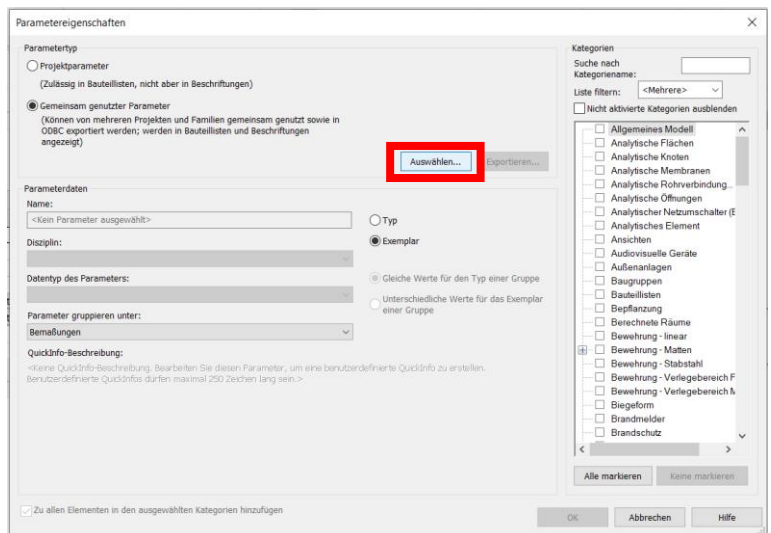 Parametereigenschaften
Parametertyp
Projektparameter
(Zulässig in Bauteillisten, nicht aber in Beschriftungen)
Gemeinsam genutzter Parameter
(Können von mehreren Projekten und Familien gemeinsam genutzt sowie in
ODBC exportiert werden; werden in Bauteillisten und Beschriftungen
angezeigt)
Auswählen...
Exportieren...
Parameterdaten
Name:
<Kein Parameter ausgewählt>
Typ
Disziplin:
Exemplar
Datentyp des Parameters:
Gleiche Werte für den Typ einer Gruppe
Unterschiedliche Werte für das Exemplar
einer Gruppe
Parameter gruppieren unter:
Bemaßungen
QuickInfo-Beschreibung:
<Keine QuickInfo-Beschreibung. Bearbeiten Sie diesen Parameter, um eine benutzerdefinierte QuickInfo zu erstellen.
Benutzerdefinierte QuickInfos dürfen maximal 250 Zeichen lang sein.>
Zu allen Elementen in den ausgewählten Kategorien hinzufügen
Kategorien
Suche nach
Kategoriename:
Liste filtern:
<Mehrere>
Nicht aktivierte Kategorien ausblenden
Allgemeines Modell
Analytische Flächen
Analytische Knoten
Analytische Membranen
Analytische Rohrverbindung...
Analytische Öffnungen
Analytischer Netzumschalter (E
Analytisches Element
Ansichten
Audiovisuelle Geräte
Außenanlagen
Baugruppen
Bauteillisten
Bepflanzung
Berechnete Räume
Bewehrung - linear
Bewehrung - Matten
Bewehrung - Stabstahl
Bewehrung - Verlegebereich F
Bewehrung - Verlegebereich M
Biegeform
Brandmelder
Brandschutz
Alle markieren
Keine markieren
OK
Abbrechen
Hilfe